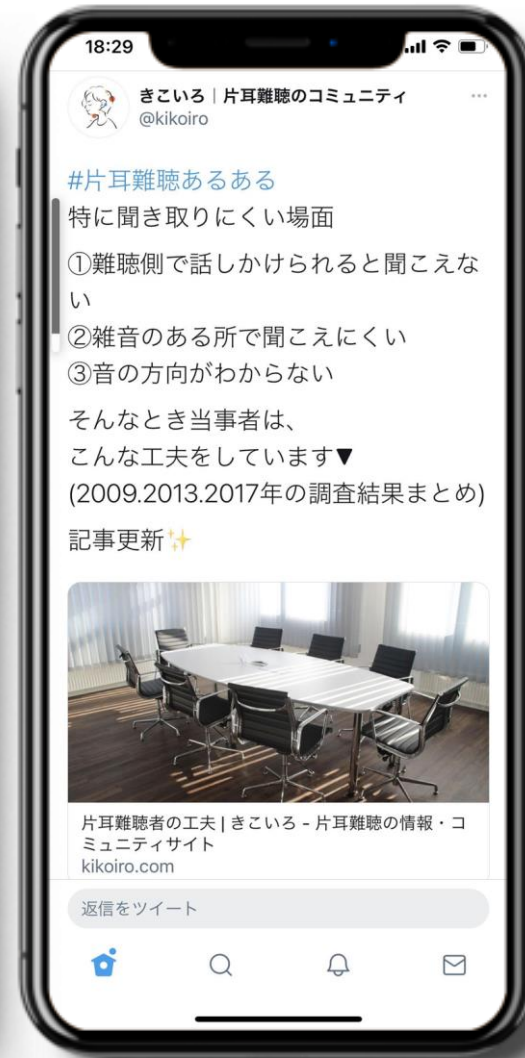 18:29
きこいろ｜片耳難聴のコミュニティ
@kikoiro
#片耳難聴あるある
特に聞き取りにくい場面
①難聴側で話しかけられると聞こえな
い
②雑音のある所で聞こえにくい
③音の方向がわからない
そんなとき当事者は、
こんな工夫をしています▼
(2009.2013.2017年の調査結果まとめ)
記事更新✨
片耳難聴者の工夫 | きこいろ - 片耳難聴の情報・コ
ミュニティサイト
kikoiro.com
返信をツイート